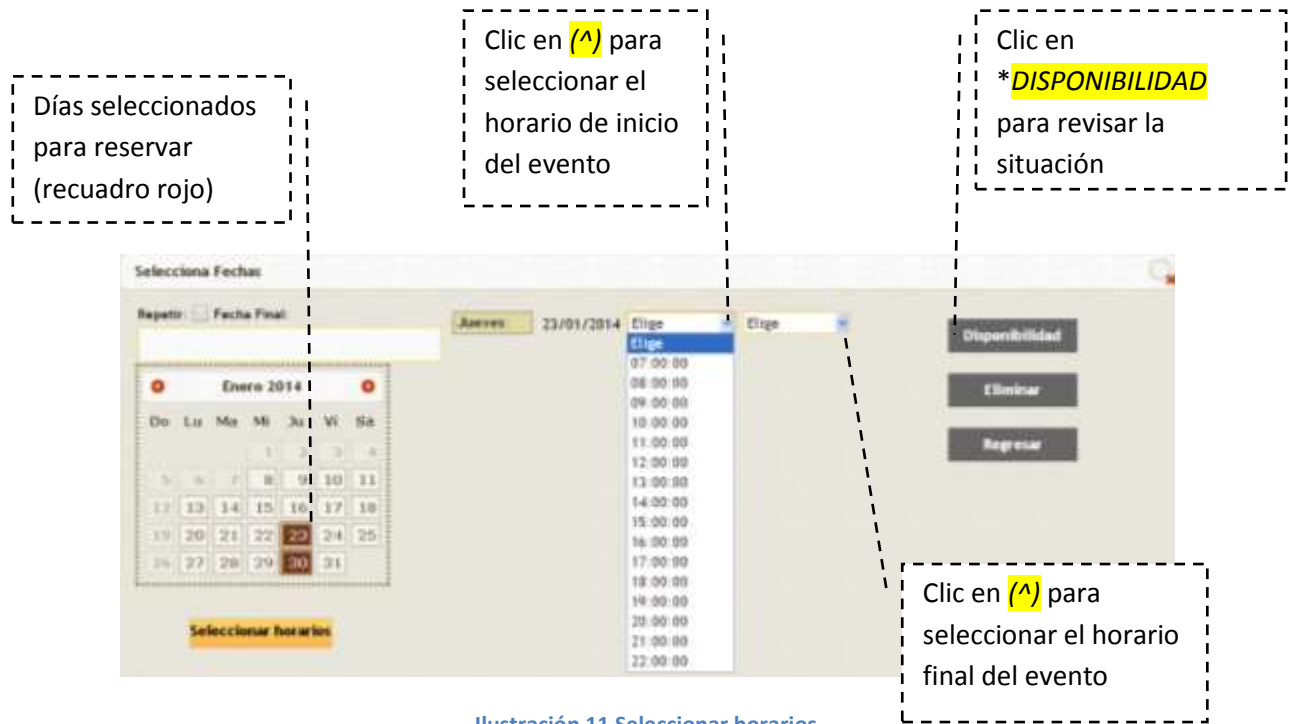 Clic en (^) para
seleccionar el
horario de inicio
del evento
Clic en
*DISPONIBILIDAD
para revisar la
situación
Días seleccionados
para reservar
(recuadro rojo)
Selecciona Fechas
Repetir: Fecha Final:
Jueves: 23/01/2014 Elige Elige
Elige
07:00:00
08:00:00
09:00:00
10:00:00
11:00:00
12:00:00
13:00:00
14:00:00
15:00:00
16:00:00
17:00:00
18:00:00
19:00:00
20:00:00
21:00:00
22:00:00
Disponibilidad
Eliminar
Regresar
Enero 2014
Do Lu Ma Mi Ju Vi Sá
1 2 3 4
5 6 7 8 9 10 11
12 13 14 15 16 17 18
19 20 21 22 23 24 25
26 27 28 29 30 31
Seleccionar horarios
Clic en (^) para
seleccionar el horario
final del evento
Ilustración 11 Seleccionar horarios